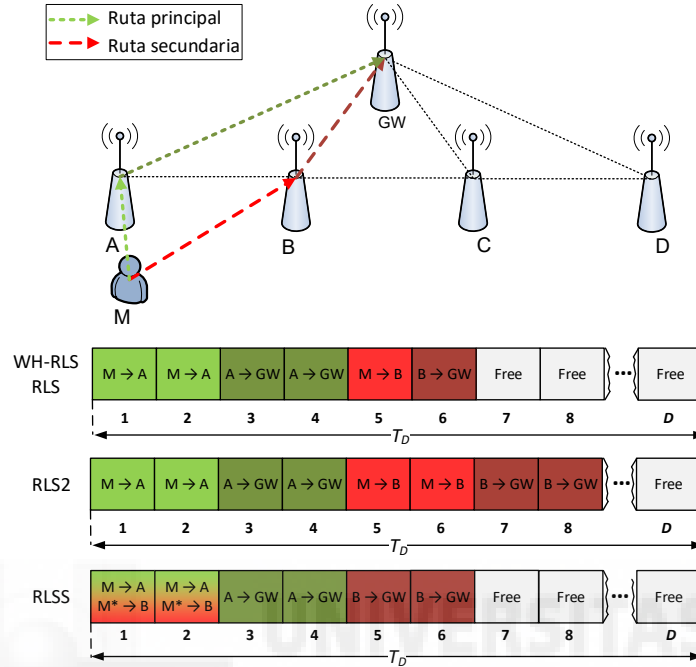 Ruta principal
Ruta secundaria
GW
A
B
C
D
M
WH-RLS
RLS
M → A
M → A
A → GW
A → GW
M → B
B → GW
Free
Free
...
Free
1 2 3 4 5 6 7 8 D
T_D
RLS2
M → A
M → A
A → GW
A → GW
M → B
M → B
B → GW
B → GW
...
Free
1 2 3 4 5 6 7 8 D
T_D
RLSS
M → A
M* → B
M → A
M* → B
A → GW
A → GW
B → GW
B → GW
Free
Free
...
Free
1 2 3 4 5 6 7 8 D
T_D
UNIVERSITAS